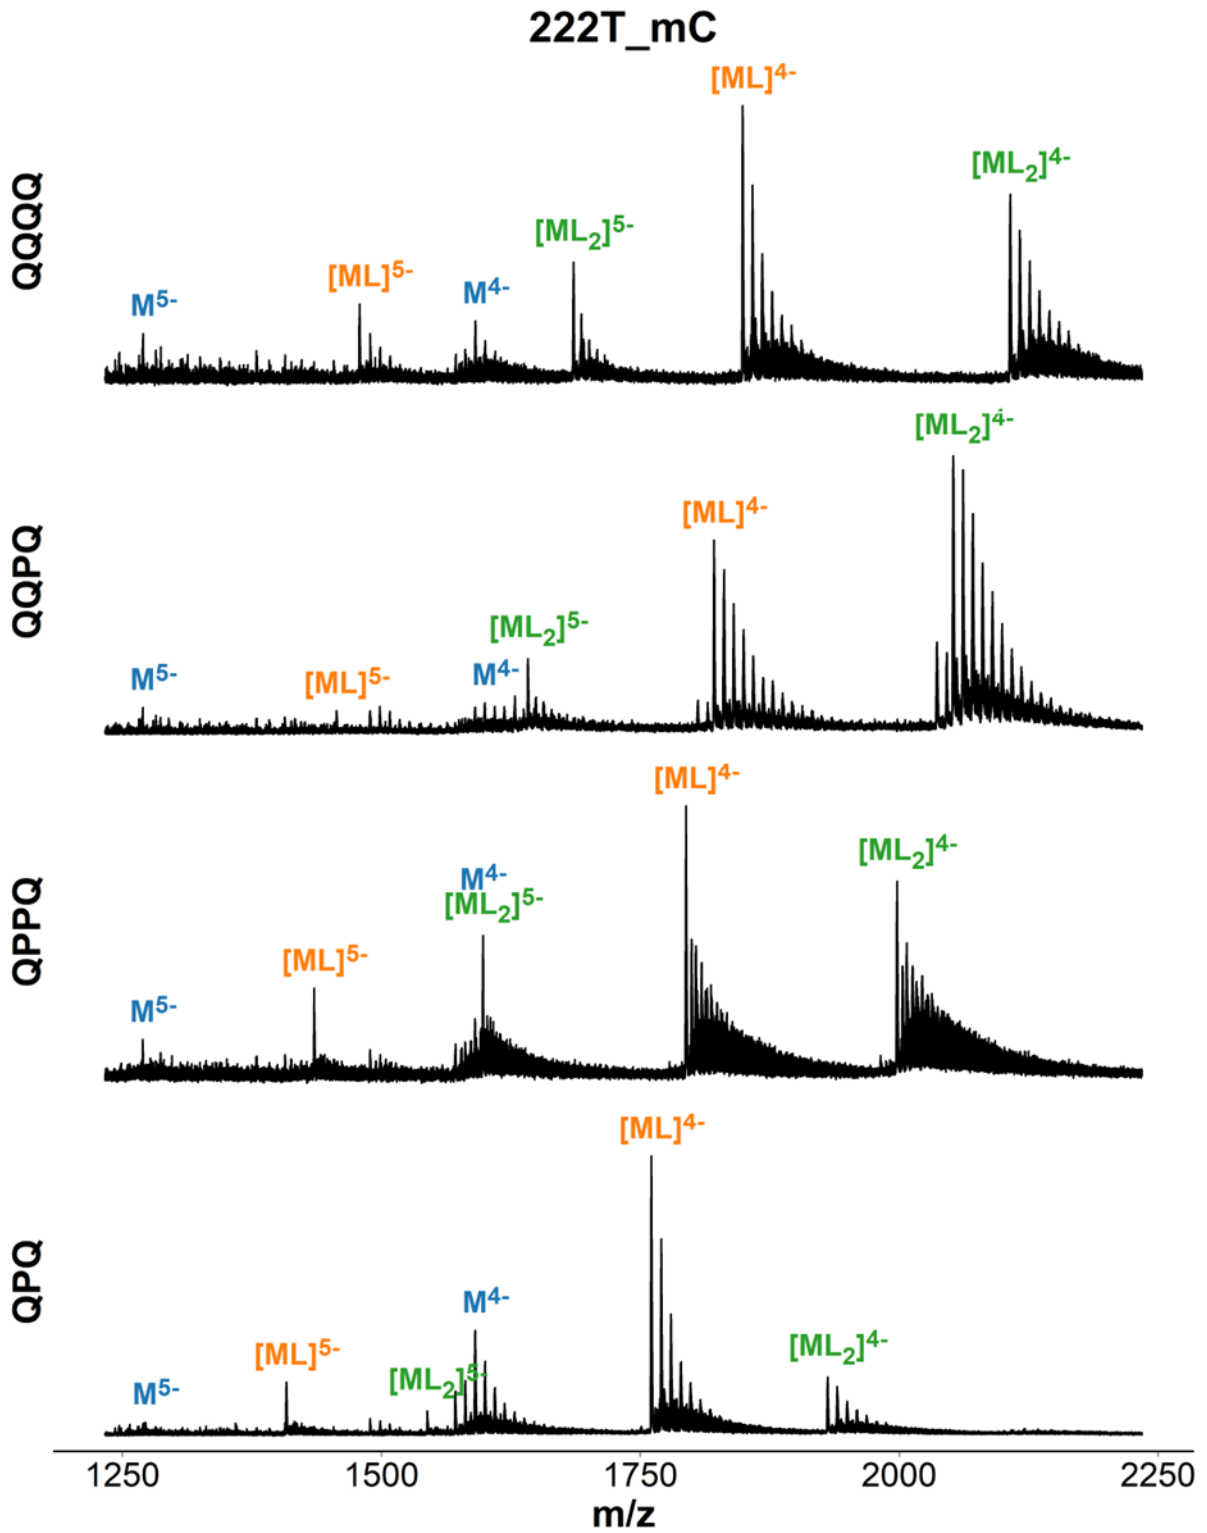 222T_mC
QQQQ
[ML]4-
[ML2]4-
[ML2]5-
[ML]5-
M5-
M4-
QQPQ
[ML2]4-
[ML]4-
[ML2]5-
M4-
M5-
[ML]5-
QPPQ
[ML]4-
[ML2]4-
M4-
[ML2]5-
[ML]5-
M5-
QPQ
[ML]4-
M4-
[ML2]4-
[ML]5-
[ML2]5-
M5-
1250 1500 1750 2000 2250
m/z